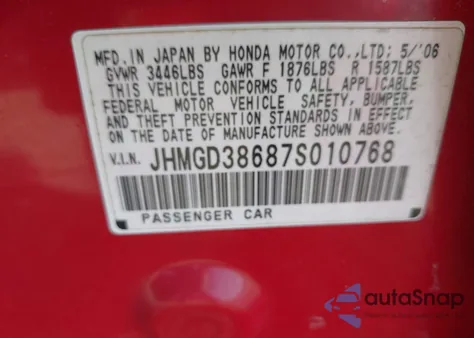 MFD. IN JAPAN BY HONDA MOTOR CO., LTD; 5/'06
GVWR 3446LBS GAWR F 1876LBS R 1587LBS
THIS VEHICLE CONFORMS TO ALL APPLICABLE
FEDERAL MOTOR VEHICLE SAFETY, BUMPER,
AND THEFT PREVENTION STANDARDS IN
EFFECT ON THE DATE OF MANUFACTURE
SHOWN ABOVE.
V.I.N. JHMGD38687S010768
PASSENGER CAR
autoSnap